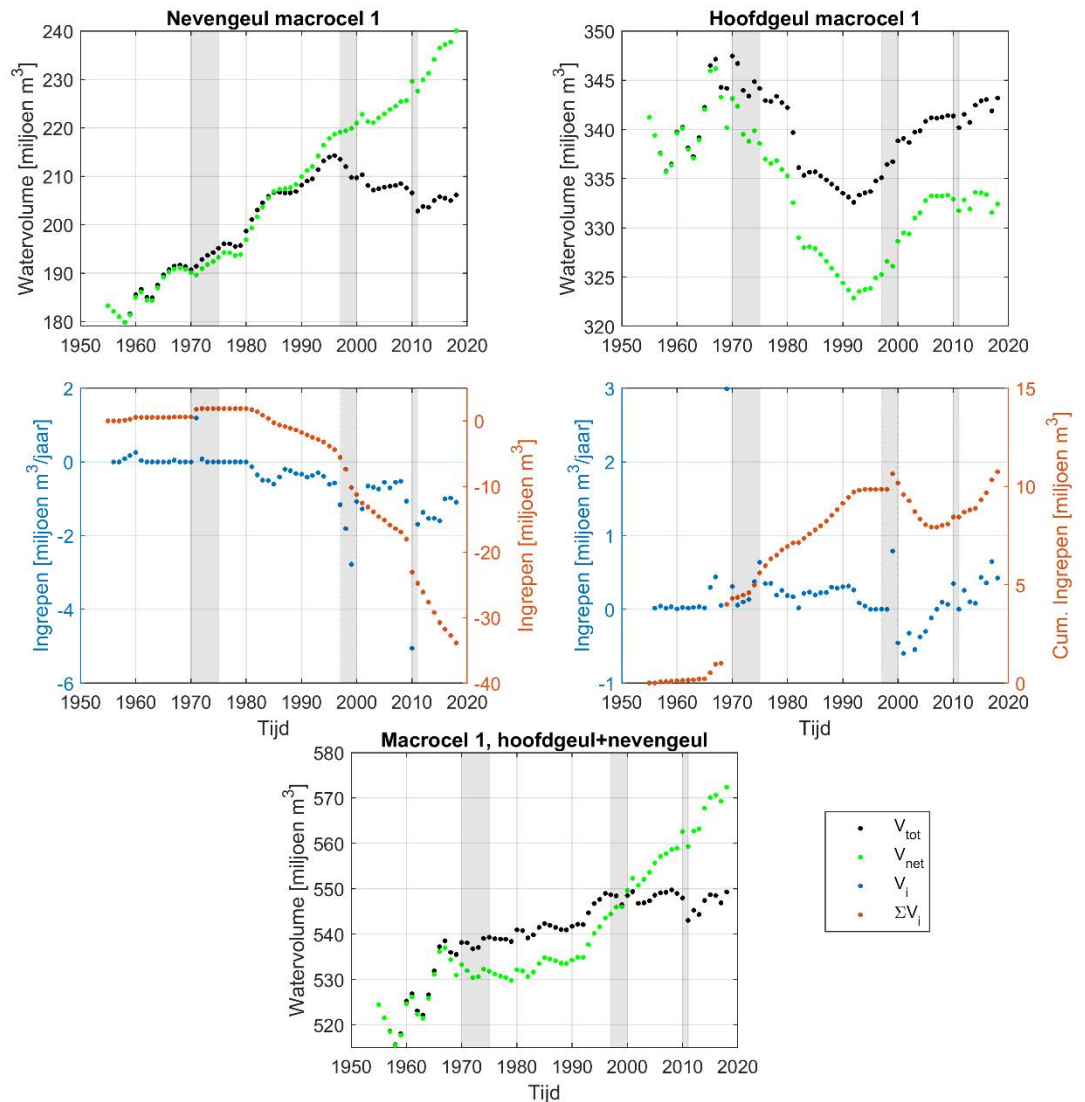 Nevengeul macrocel 1
Watervolume [miljoen m³]
240
230
220
210
200
190
180
1950 1960 1970 1980 1990 2000 2010 2020
Hoofdgeul macrocel 1
Watervolume [miljoen m³]
350
345
340
335
330
325
320
1950 1960 1970 1980 1990 2000 2010 2020
Ingrepen [miljoen m³/jaar]
2
0
-2
-4
-6
0
-10
-20
-30
-40
Ingrepen [miljoen m³]
1950 1960 1970 1980 1990 2000 2010 2020
Tijd
Ingrepen [miljoen m³/jaar]
3
2
1
0
-1
15
10
5
0
Cum. Ingrepen [miljoen m³]
1950 1960 1970 1980 1990 2000 2010 2020
Tijd
Macrocel 1, hoofdgeul+nevengeul
Watervolume [miljoen m³]
580
570
560
550
540
530
520
1950 1960 1970 1980 1990 2000 2010 2020
Tijd
V_tot
V_net
V_i
ΣV_i